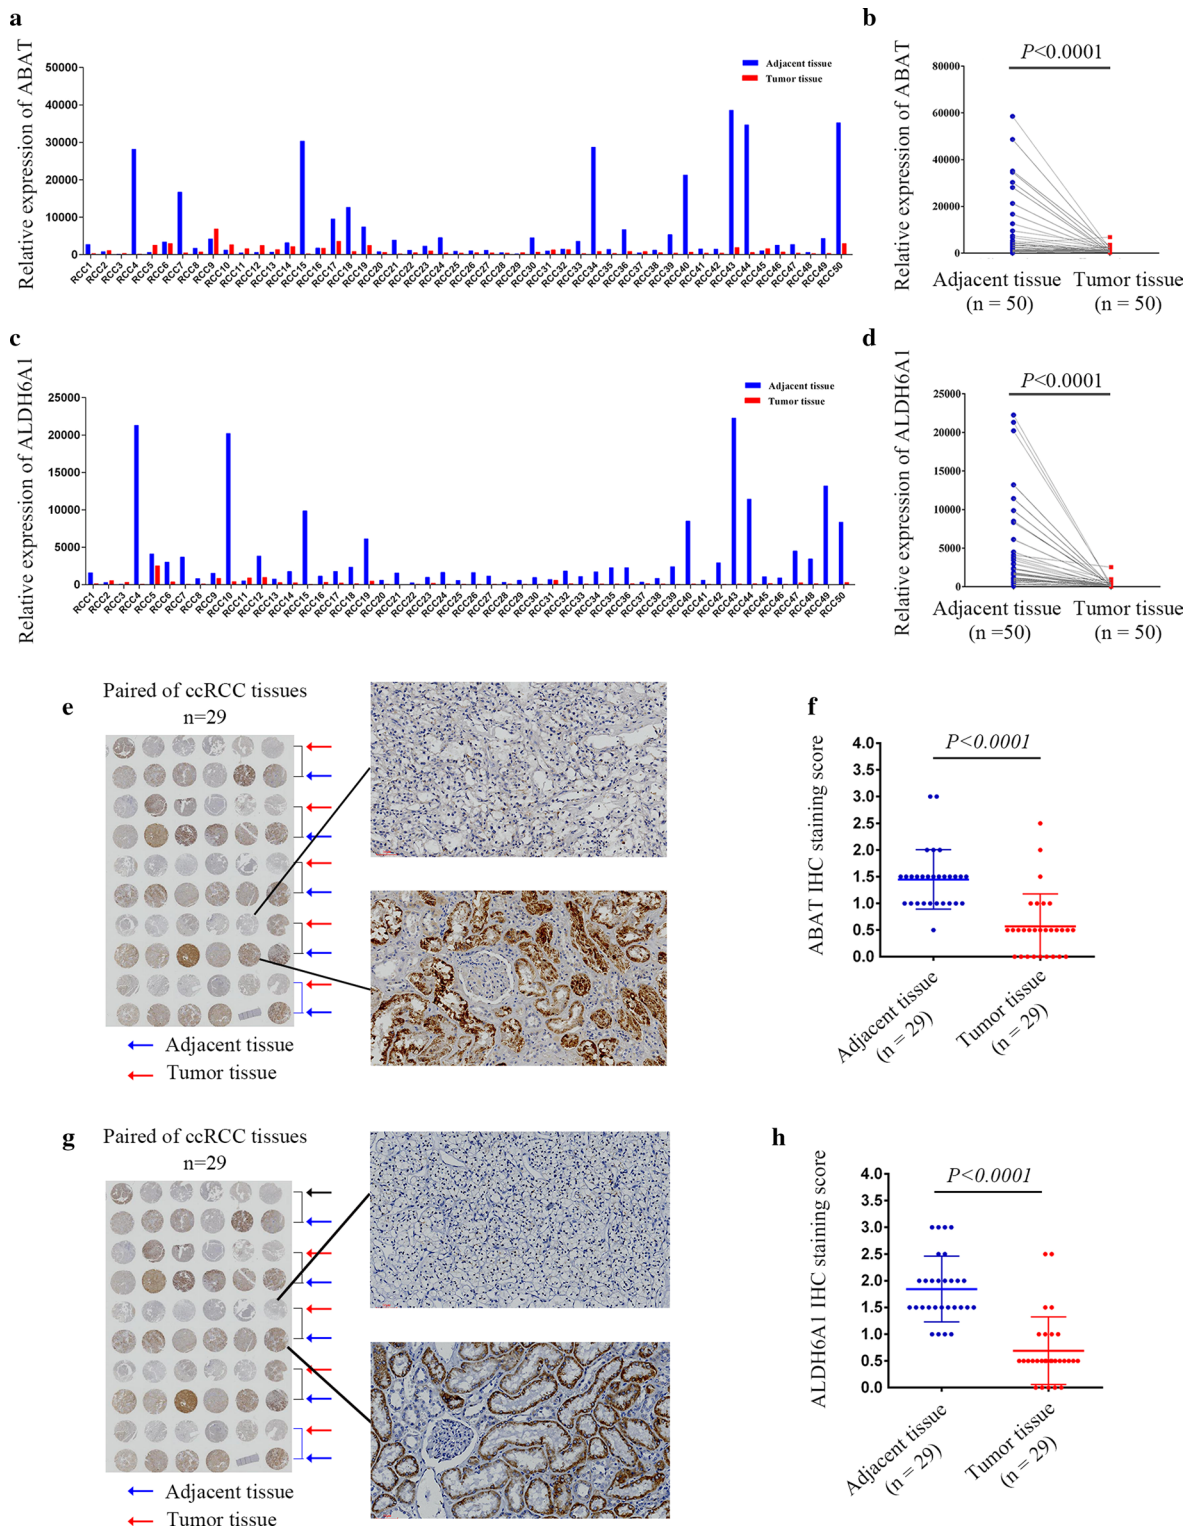 a
Relative expression of ABAT
50000
40000
30000
20000
10000
0
Adjacent tissue
Tumor tissue
RCC1 RCC2 RCC3 RCC4 RCC5 RCC6 RCC7 RCC8 RCC9 RCC10 RCC11 RCC12 RCC13 RCC14 RCC15 RCC16 RCC17 RCC18 RCC19 RCC20 RCC21 RCC22 RCC23 RCC24 RCC25 RCC26 RCC27 RCC28 RCC29 RCC30 RCC31 RCC32 RCC33 RCC34 RCC35 RCC36 RCC37 RCC38 RCC39 RCC40 RCC41 RCC42 RCC43 RCC44 RCC45 RCC46 RCC47 RCC48 RCC49 RCC50
b
Relative expression of ABAT
P<0.0001
80000
60000
40000
20000
0
Adjacent tissue Tumor tissue
(n = 50) (n = 50)
c
Relative expression of ALDH6A1
25000
20000
15000
10000
5000
0
Adjacent tissue
Tumor tissue
RCC1 RCC2 RCC3 RCC4 RCC5 RCC6 RCC7 RCC8 RCC9 RCC10 RCC11 RCC12 RCC13 RCC14 RCC15 RCC16 RCC17 RCC18 RCC19 RCC20 RCC21 RCC22 RCC23 RCC24 RCC25 RCC26 RCC27 RCC28 RCC29 RCC30 RCC31 RCC32 RCC33 RCC34 RCC35 RCC36 RCC37 RCC38 RCC39 RCC40 RCC41 RCC42 RCC43 RCC44 RCC45 RCC46 RCC47 RCC48 RCC49 RCC50
d
Relative expression of ALDH6A1
P<0.0001
25000
20000
15000
10000
5000
0
Adjacent tissue Tumor tissue
(n =50) (n = 50)
e
Paired of ccRCC tissues
n=29
Adjacent tissue
Tumor tissue
f
ABAT IHC staining score
P<0.0001
4.0
3.5
3.0
2.5
2.0
1.5
1.0
0.5
0.0
Adjacent tissue
(n = 29)
Tumor tissue
(n = 29)
g
Paired of ccRCC tissues
n=29
Adjacent tissue
Tumor tissue
h
ALDH6A1 IHC staining score
P<0.0001
4.0
3.5
3.0
2.5
2.0
1.5
1.0
0.5
0.0
Adjacent tissue
(n = 29)
Tumor tissue
(n = 29)